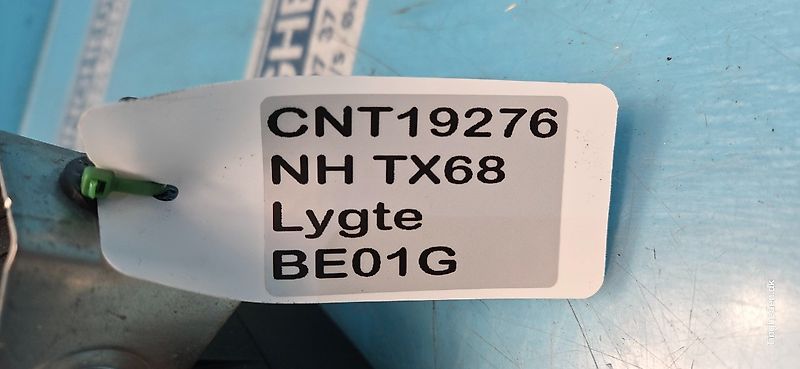 CNT19276
NH TX68
Lygte
BE01G